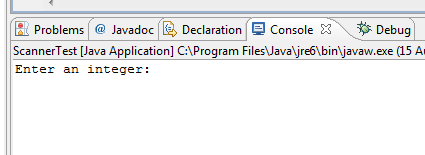 Problems @ Javadoc Declaration Console Debug
ScannerTest [Java Application] C:\Program Files\Java\jre6\bin\javaw.exe (15 Au
Enter an integer: